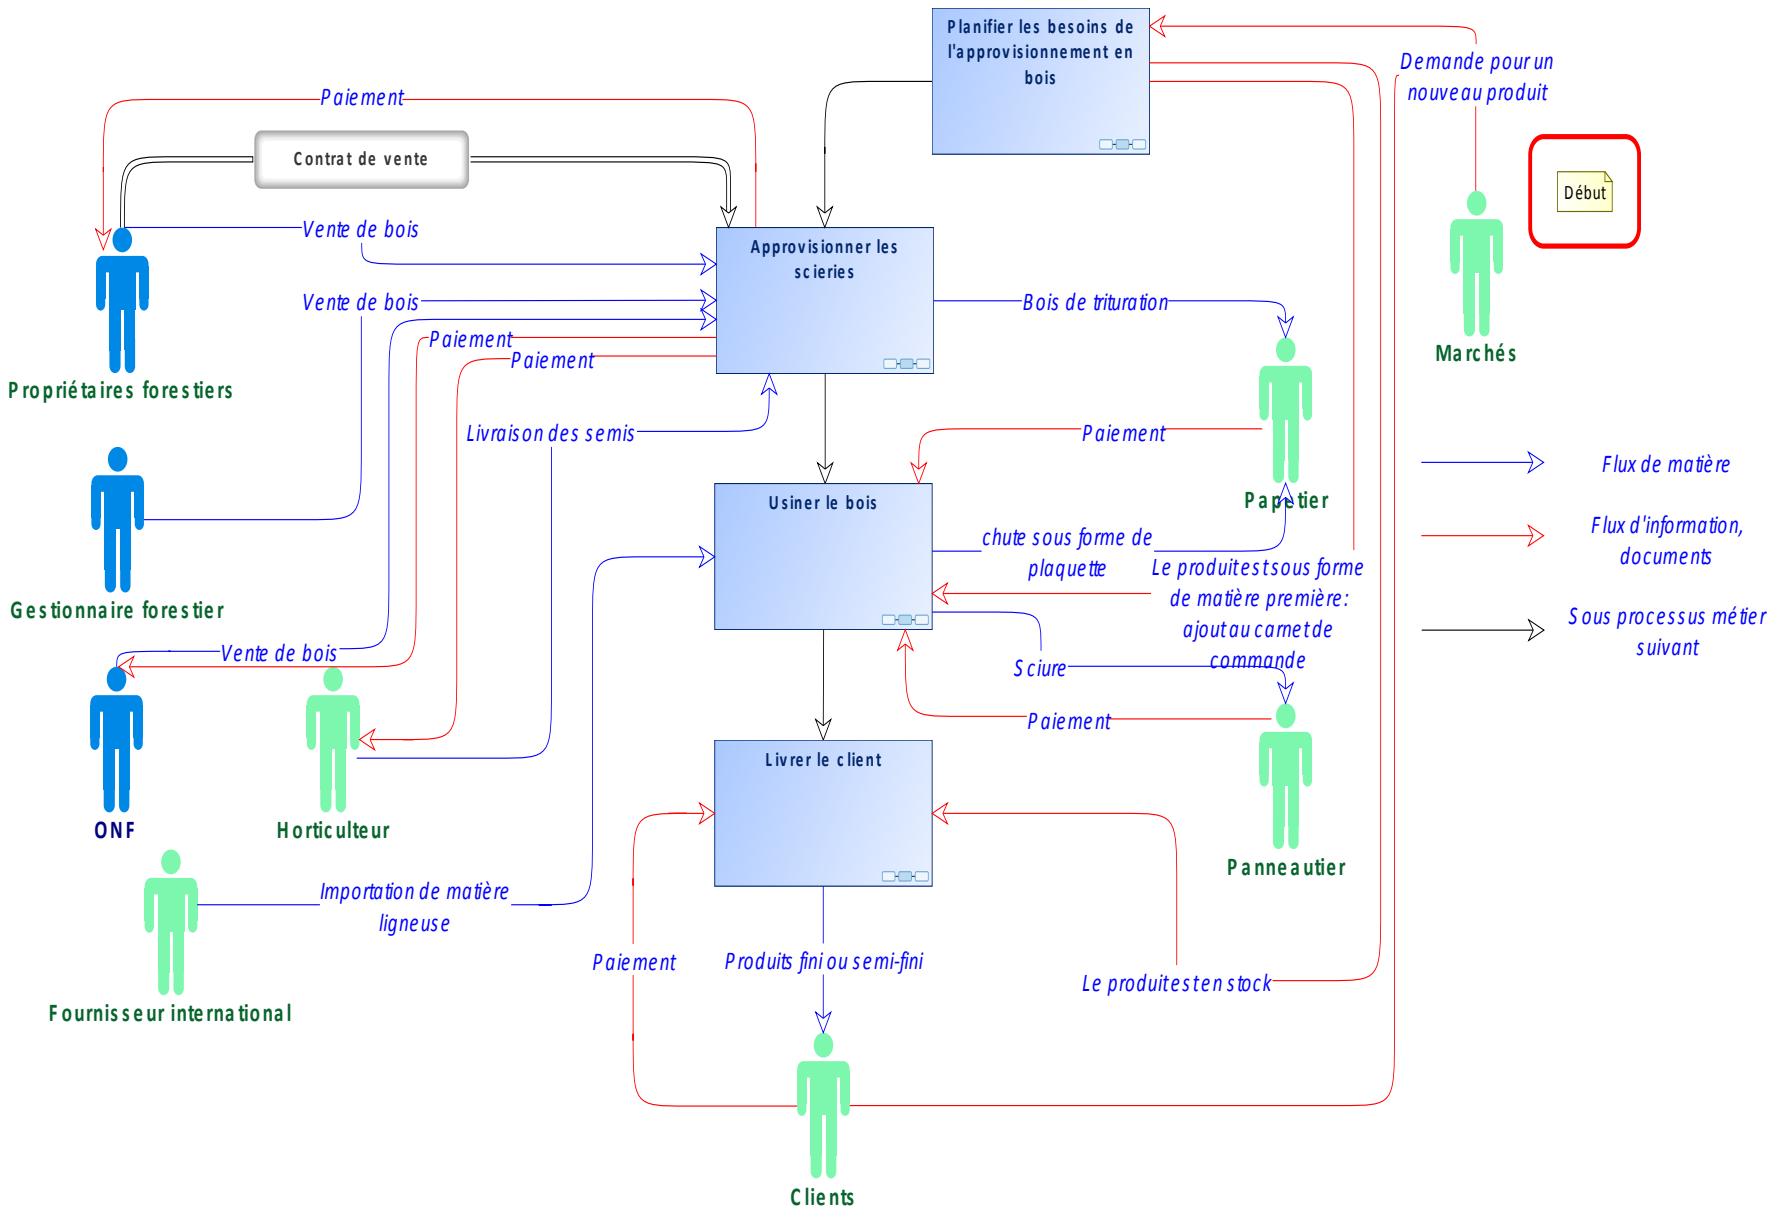 Planifier les besoins de
l'approvisionnement en
bois
Demande pour un
nouveau produit
Paiement
Contrat de vente
Début
Vente de bois
Approvisionner les
scieries
Vente de bois
Bois de trituration
Paiement
Paiement
Marchés
Propriétaires forestiers
Livraison des semis
Paiement
Flux de matière
Papetier
Usiner le bois
Flux d'information,
documents
chute sous forme de
plaquette
Le produit est sous forme
de matière première:
ajout au carnet de
commande
Gestionnaire forestier
Sous processus métier
suivant
Vente de bois
Sciure
Paiement
Livrer le client
ONF
Horticulteur
Panneautier
Importation de matière
ligneuse
Paiement
Produits fini ou semi-fini
Le produit est en stock
Fournisseur international
Clients